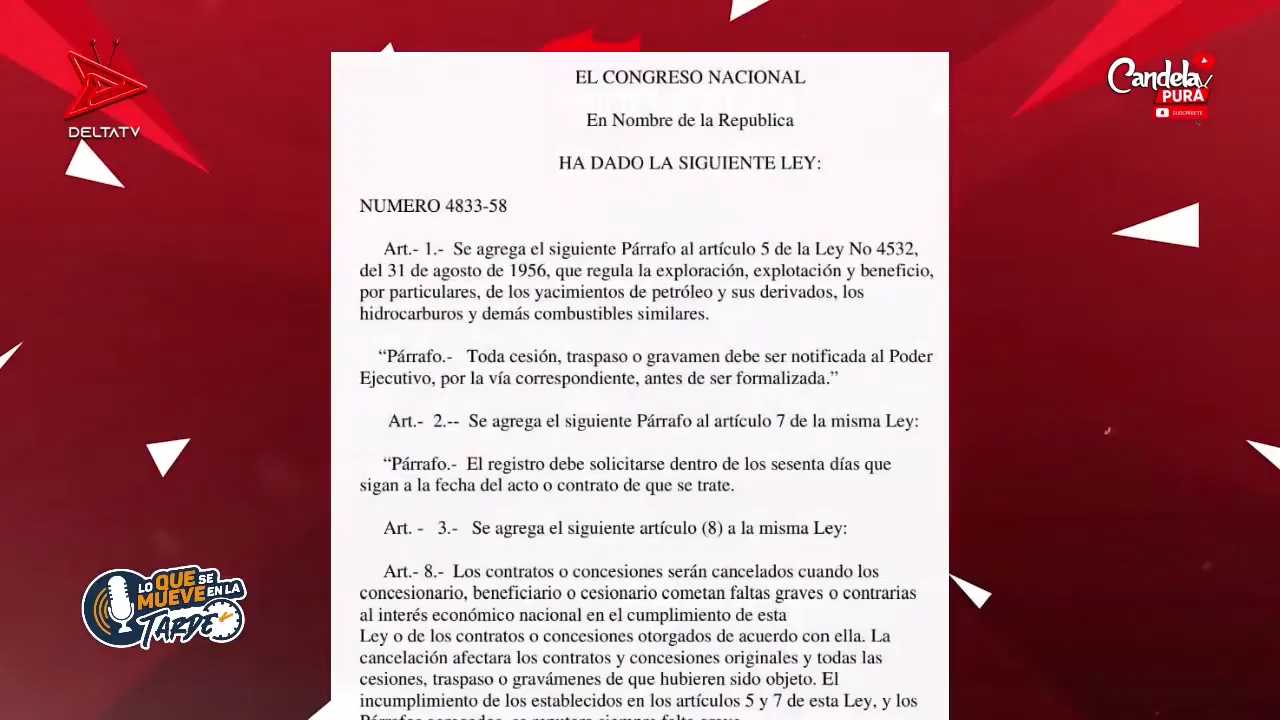 DELTATV
Candela TV
PURA
SUSCRÍBETE
EL CONGRESO NACIONAL
En Nombre de la Republica
HA DADO LA SIGUIENTE LEY:
NUMERO 4833-58
Art.- 1.- Se agrega el siguiente Párrafo al artículo 5 de la Ley No 4532,
del 31 de agosto de 1956, que regula la exploración, explotación y beneficio,
por particulares, de los yacimientos de petróleo y sus derivados, los
hidrocarburos y demás combustibles similares.
“Párrafo.- Toda cesión, traspaso o gravamen debe ser notificada al Poder
Ejecutivo, por la vía correspondiente, antes de ser formalizada.”
Art.- 2.-- Se agrega el siguiente Párrafo al artículo 7 de la misma Ley:
“Párrafo.- El registro debe solicitarse dentro de los sesenta días que
sigan a la fecha del acto o contrato de que se trate.
Art. - 3.- Se agrega el siguiente artículo (8) a la misma Ley:
Art.- 8.- Los contratos o concesiones serán cancelados cuando los
concesionario, beneficiario o cesionario cometan faltas graves o contrarias
al interés económico nacional en el cumplimiento de esta
Ley o de los contratos o concesiones otorgados de acuerdo con ella. La
cancelación afectara los contratos y concesiones originales y todas las
cesiones, traspaso o gravámenes de que hubieren sido objeto. El
incumplimiento de los establecidos en los artículos 5 y 7 de esta Ley, y los
LO QUE SE
MUEVE EN LA
TARDE